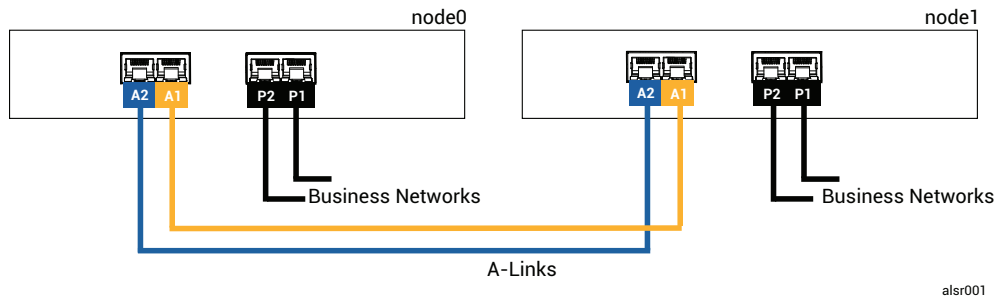 node0 node1
A2 A1 P2 P1 A2 A1 P2 P1
Business Networks Business Networks
A-Links
alsr001